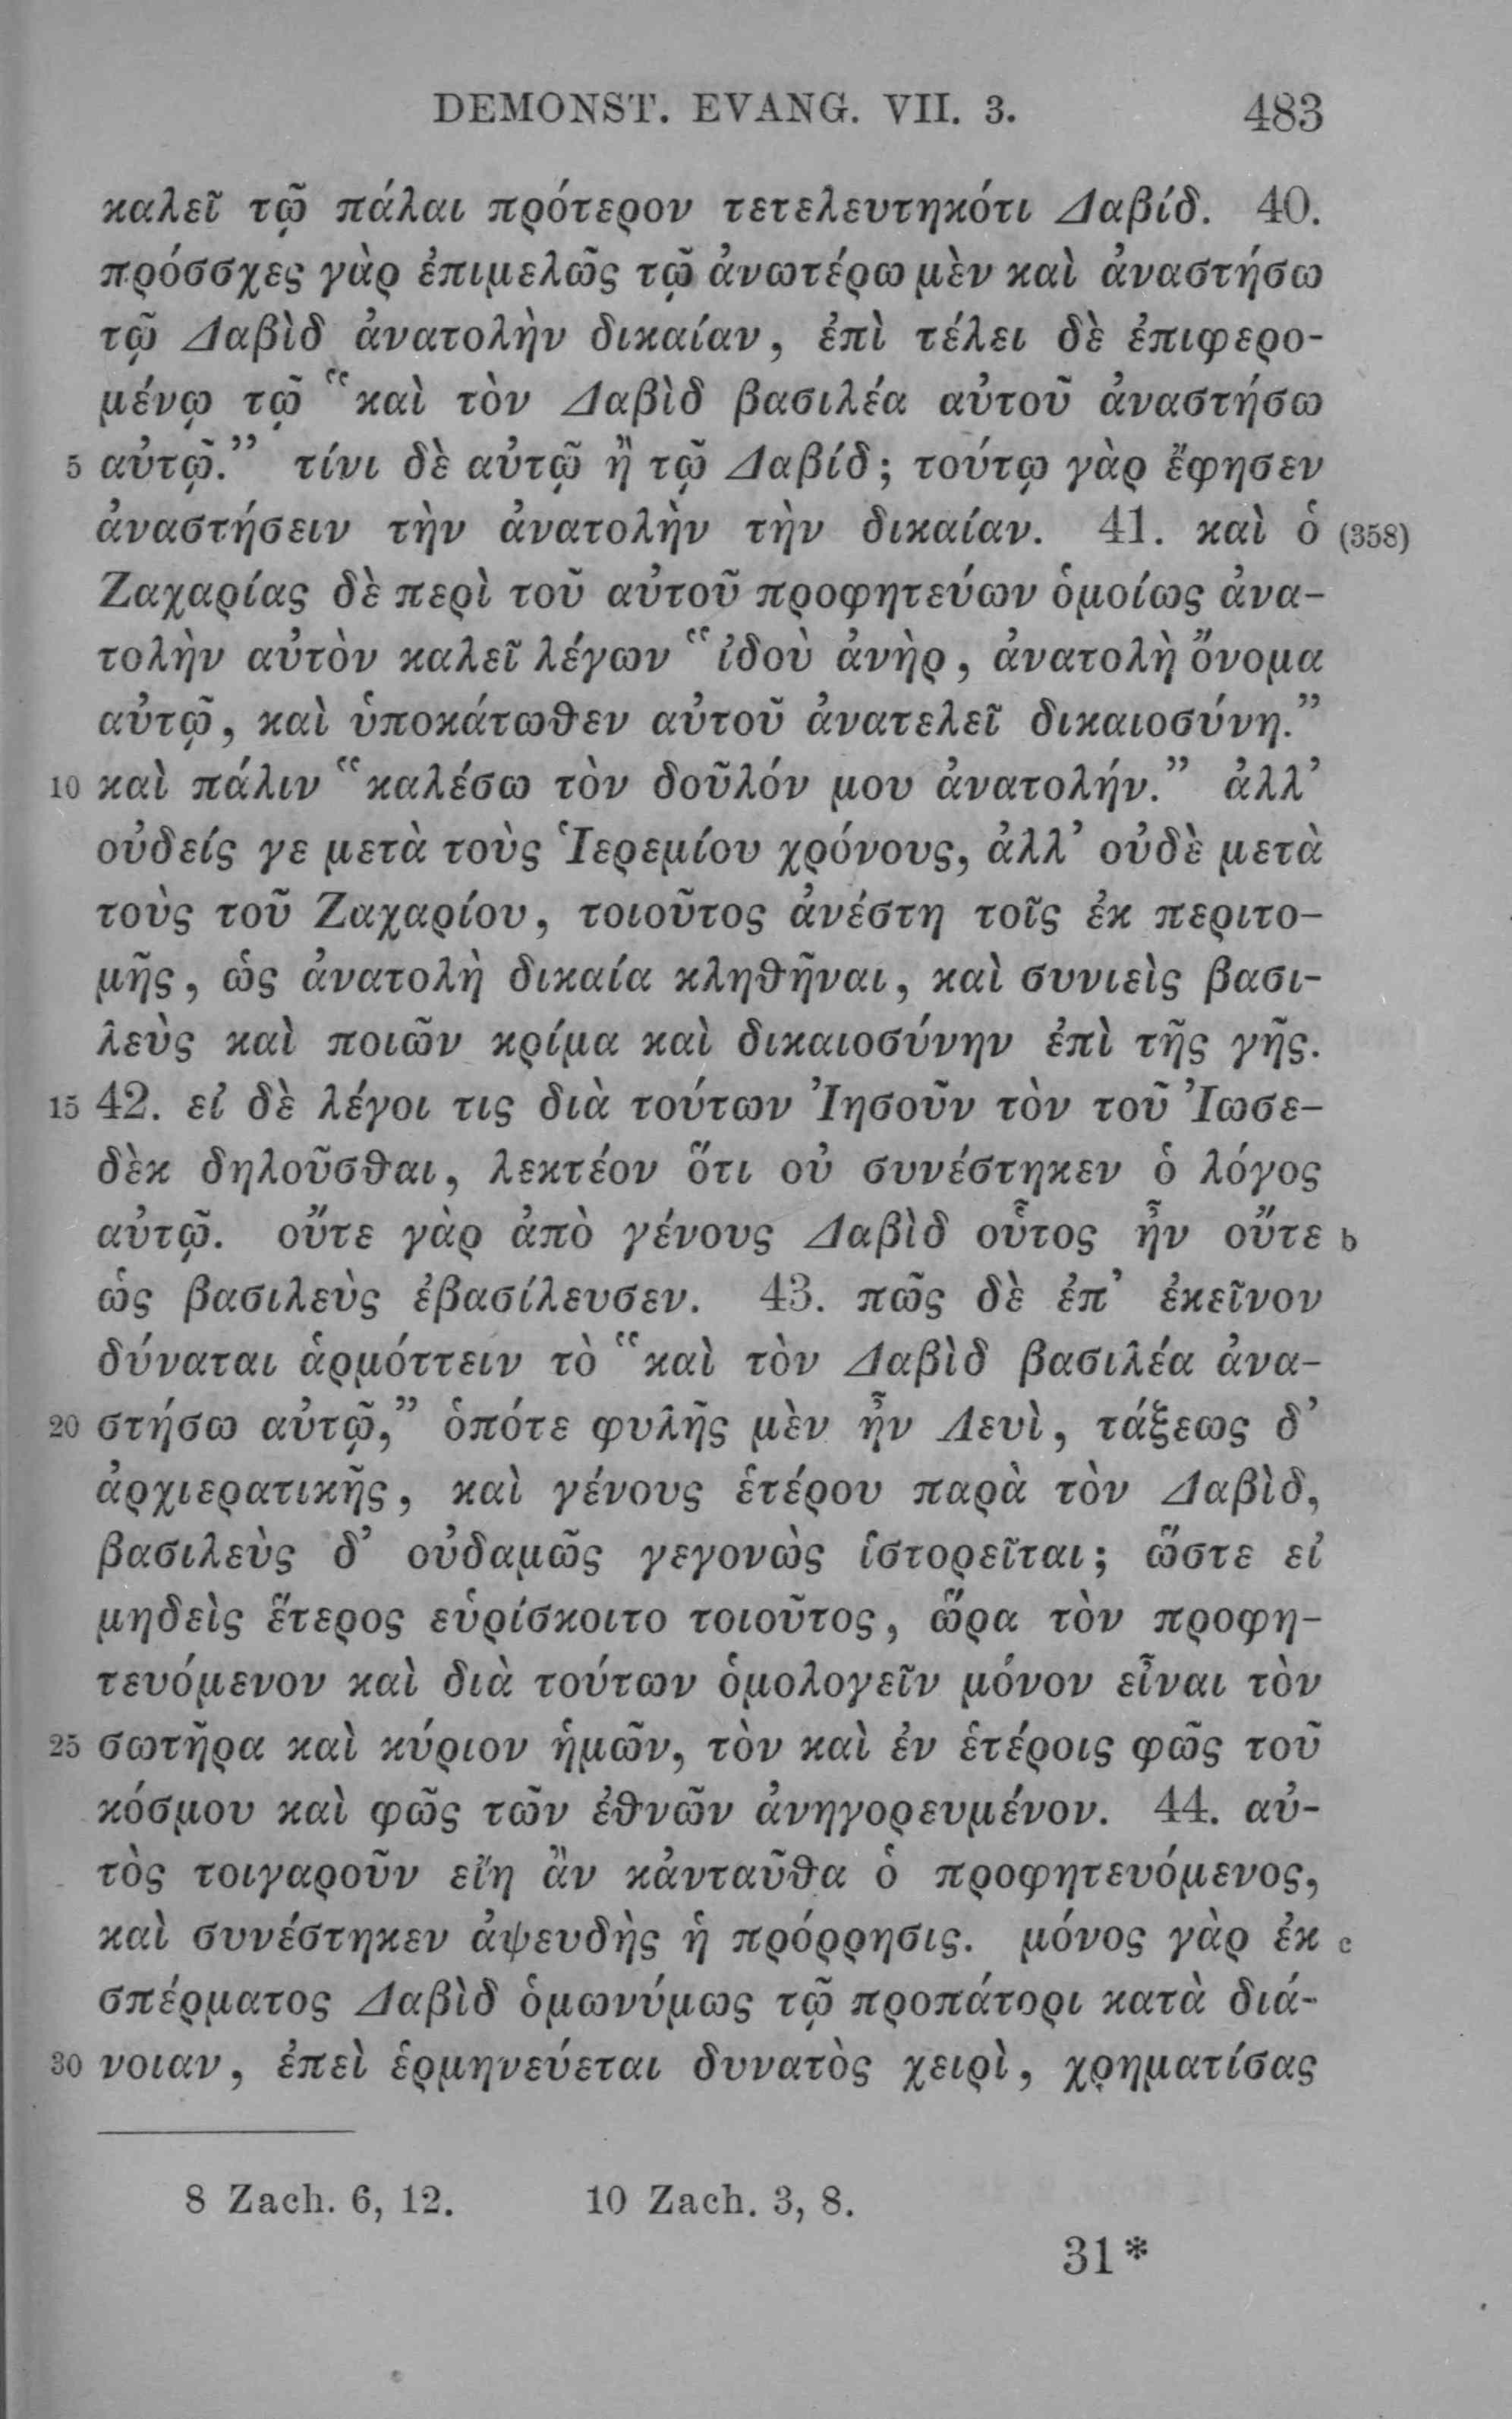 DEMONST. EVANG. VII. 3. 483
καλεῖ τῷ πάλαι πρότερον τετελευτηκότι Δαβίδ. 40.
πρόσσχες γὰρ ἐπιμελῶς τῷ ἀνωτέρω μὲν καὶ ἀναστήσω
τῷ Δαβὶδ ἀνατολὴν δικαίαν, ἐπὶ τέλει δὲ ἐπιφερο-
μένῳ τῷ “καὶ τὸν Δαβὶδ βασιλέα αὐτοῦ ἀναστήσω
5 αὐτῷ.” τίνι δὲ αὐτῷ ἢ τῷ Δαβίδ; τούτῳ γὰρ ἔφησεν
ἀναστήσειν τὴν ἀνατολὴν τὴν δικαίαν. 41. καὶ ὁ (358)
Ζαχαρίας δὲ περὶ τοῦ αὐτοῦ προφητεύων ὁμοίως ἀνα-
τολὴν αὐτὸν καλεῖ λέγων “ἰδοὺ ἀνὴρ, ἀνατολὴ ὄνομα
αὐτῷ, καὶ ὑποκάτωθεν αὐτοῦ ἀνατελεῖ δικαιοσύνη.”
10 καὶ πάλιν “καλέσω τὸν δοῦλόν μου ἀνατολήν.” ἀλλ’
οὐδείς γε μετὰ τοὺς Ἱερεμίου χρόνους, ἀλλ’ οὐδὲ μετὰ
τοὺς τοῦ Ζαχαρίου, τοιοῦτος ἀνέστη τοῖς ἐκ περιτο-
μῆς, ὡς ἀνατολὴ δικαία κληθῆναι, καὶ συνιεὶς βασι-
λεὺς καὶ ποιῶν κρίμα καὶ δικαιοσύνην ἐπὶ τῆς γῆς.
15 42. εἰ δὲ λέγοι τις διὰ τούτων Ἰησοῦν τὸν τοῦ Ἰωσε-
δὲκ δηλοῦσθαι, λεκτέον ὅτι οὐ συνέστηκεν ὁ λόγος
αὐτῷ. οὔτε γὰρ ἀπὸ γένους Δαβὶδ οὗτος ἦν οὔτε b
ὡς βασιλεὺς ἐβασίλευσεν. 43. πῶς δὲ ἐπ’ ἐκεῖνον
δύναται ἁρμόττειν τὸ “καὶ τὸν Δαβὶδ βασιλέα ἀνα-
20 στήσω αὐτῷ,” ὁπότε φυλῆς μὲν ἦν Λευὶ, τάξεως δ’
ἀρχιερατικῆς, καὶ γένους ἑτέρου παρὰ τὸν Δαβὶδ,
βασιλεὺς δ’ οὐδαμῶς γεγονὼς ἱστορεῖται; ὥστε εἰ
μηδεὶς ἕτερος εὑρίσκοιτο τοιοῦτος, ὥρα τὸν προφη-
τευόμενον καὶ διὰ τούτων ὁμολογεῖν μόνον εἶναι τὸν
25 σωτῆρα καὶ κύριον ἡμῶν, τὸν καὶ ἐν ἑτέροις φῶς τοῦ
κόσμου καὶ φῶς τῶν ἐθνῶν ἀνηγορευμένον. 44. αὐ-
τὸς τοιγαροῦν εἴη ἂν κἀνταῦθα ὁ προφητευόμενος,
καὶ συνέστηκεν ἀψευδὴς ἡ πρόρρησις. μόνος γὰρ ἐκ c
σπέρματος Δαβὶδ ὁμωνύμως τῷ προπάτορι κατὰ διά-
30 νοιαν, ἐπεὶ ἑρμηνεύεται δυνατὸς χειρὶ, χρηματίσας
8 Zach. 6, 12. 10 Zach. 3, 8.
31*